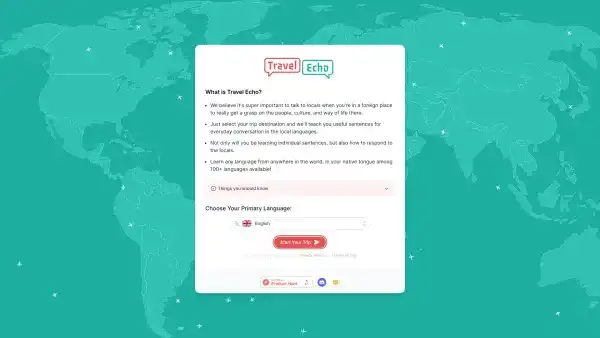 Travel Echo
What is Travel Echo?
• We believe it's super important to talk to locals when you're in a foreign place
to really get a grasp on the people, culture, and way of life there.
• Just select your trip destination and we'll teach you useful sentences for
everyday conversation in the local languages.
• Not only will you be learning individual sentences, but also how to respond to
the locals.
• Learn any language from anywhere in the world, in your native tongue among
100+ languages available!
Things you should know
Choose Your Primary Language:
English
Start Your Trip
Product Hunt